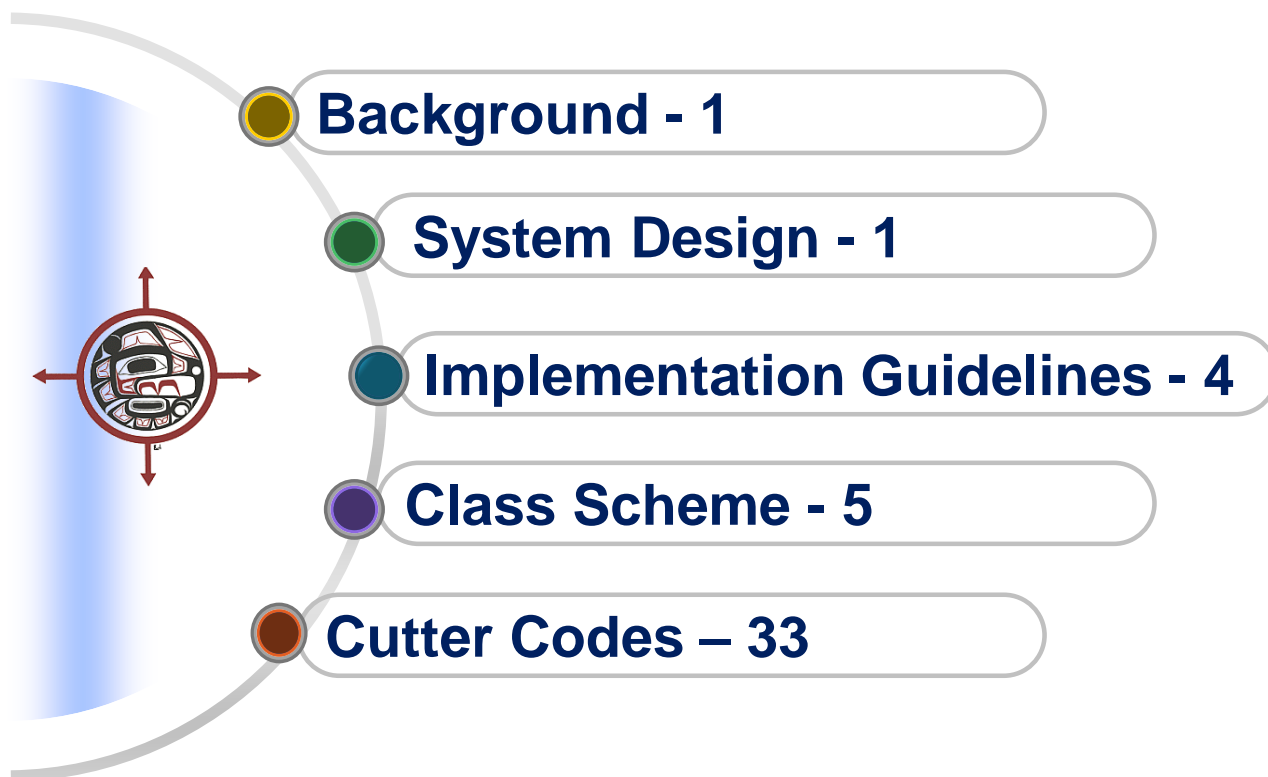 Background - 1
System Design - 1
Implementation Guidelines - 4
Class Scheme - 5
Cutter Codes – 33